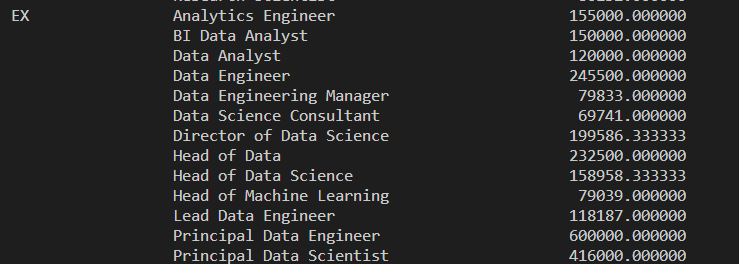 Research Scientist
EX Analytics Engineer 155000.000000
BI Data Analyst 150000.000000
Data Analyst 120000.000000
Data Engineer 245500.000000
Data Engineering Manager 79833.000000
Data Science Consultant 69741.000000
Director of Data Science 199586.333333
Head of Data 232500.000000
Head of Data Science 158958.333333
Head of Machine Learning 79039.000000
Lead Data Engineer 118187.000000
Principal Data Engineer 600000.000000
Principal Data Scientist 416000.000000